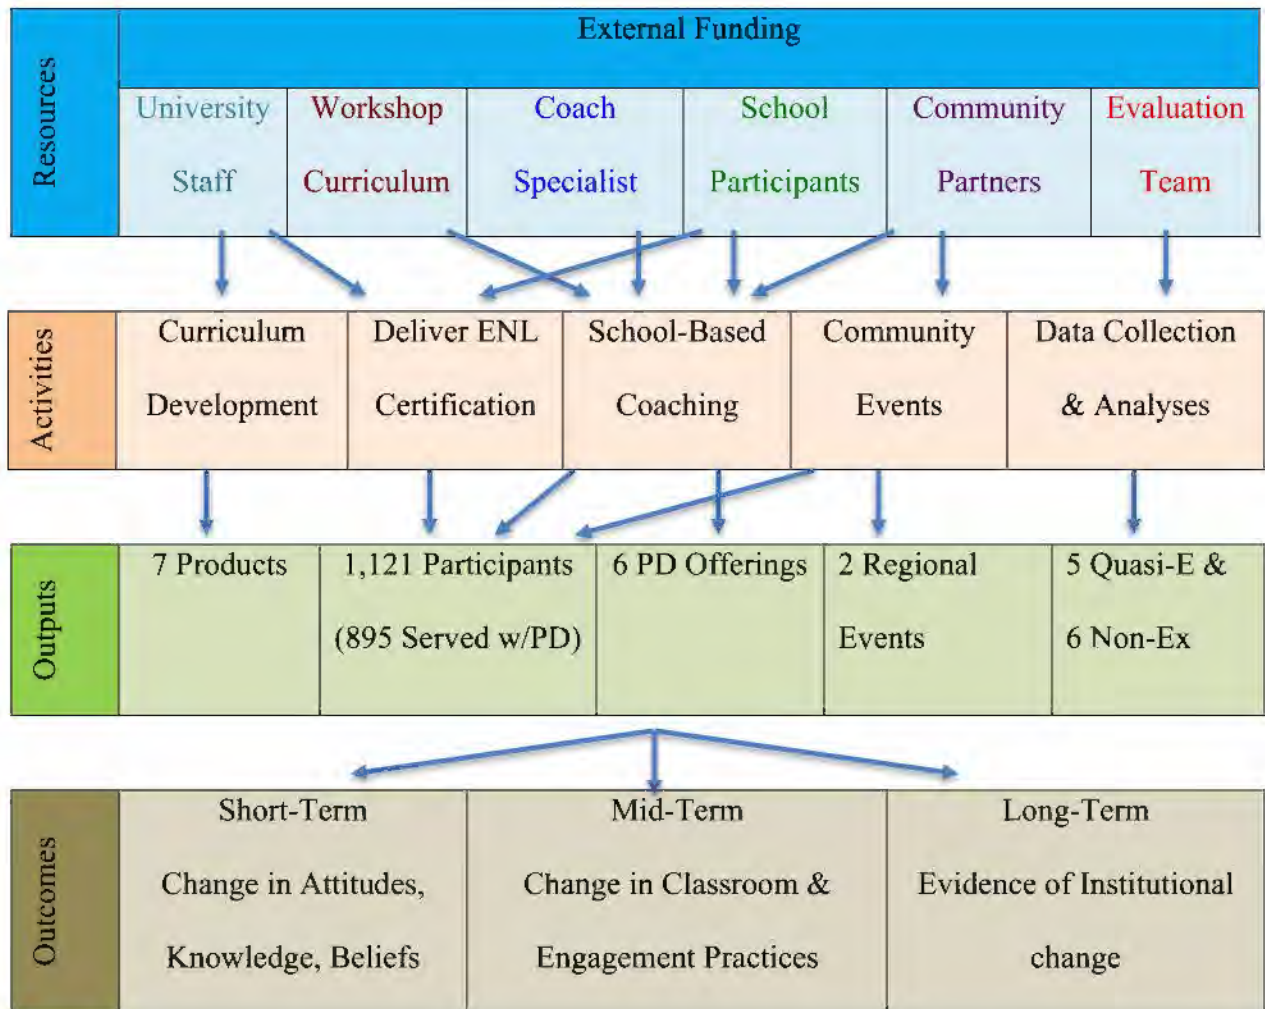 External Funding
Resources
University
Staff
Workshop
Curriculum
Coach
Specialist
School
Participants
Community
Partners
Evaluation
Team
Activities
Curriculum
Development
Deliver ENL
Certification
School-Based
Coaching
Community
Events
Data Collection
& Analyses
Outputs
7 Products
1,121 Participants
(895 Served w/PD)
6 PD Offerings
2 Regional
Events
5 Quasi-E &
6 Non-Ex
Outcomes
Short-Term
Change in Attitudes,
Knowledge, Beliefs
Mid-Term
Change in Classroom &
Engagement Practices
Long-Term
Evidence of Institutional
change